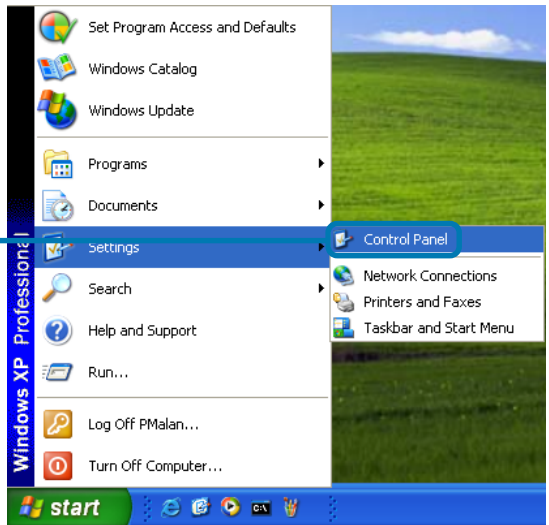 Set Program Access and Defaults
Windows Catalog
Windows Update
Programs
Documents
Settings
Search
Help and Support
Run...
Log Off PMalan...
Turn Off Computer...
Control Panel
Network Connections
Printers and Faxes
Taskbar and Start Menu
Windows XP Professional
start
C:\